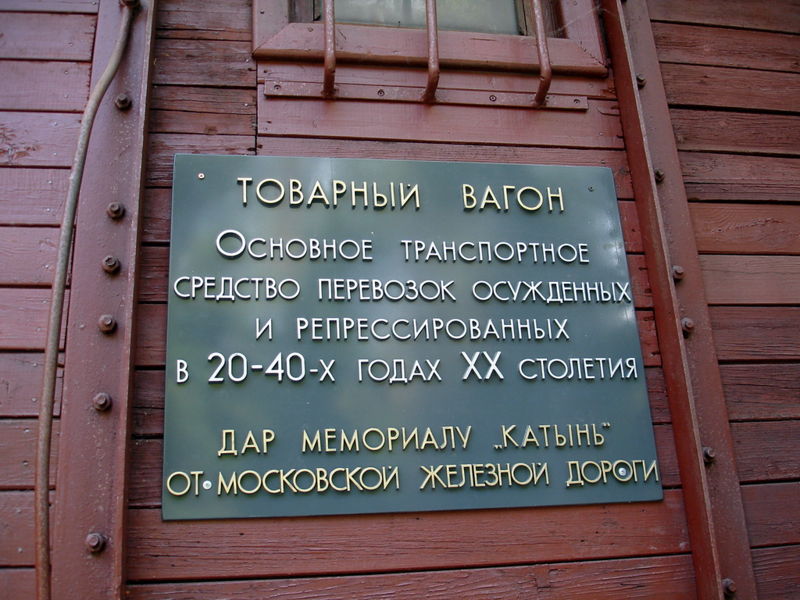 ТОВАРНЫЙ ВАГОН
ОСНОВНОЕ ТРАНСПОРТНОЕ
СРЕДСТВО ПЕРЕВОЗОК ОСУЖДЕННЫХ
И РЕПРЕССИРОВАННЫХ
В 20-40-Х ГОДАХ XX СТОЛЕТИЯ
ДАР МЕМОРИАЛУ „КАТЫНЬ"
ОТ МОСКОВСКОЙ ЖЕЛЕЗНОЙ ДОРОГИ